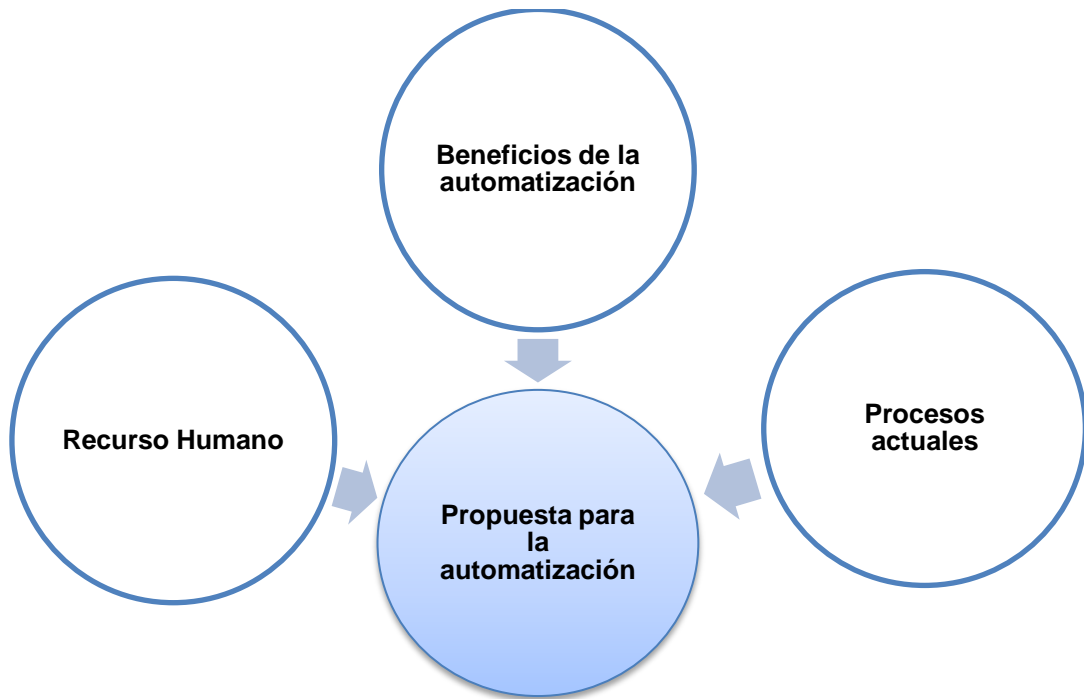 Beneficios de la
automatización
Recurso Humano
Procesos
actuales
Propuesta para
la
automatización